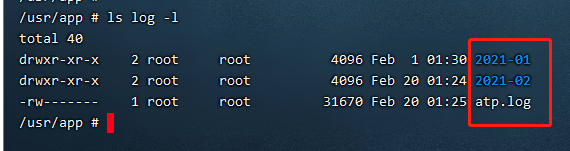 /usr/app #
/usr/app # ls log -l
total 40
drwxr-xr-x 2 root root 4096 Feb 1 01:30 2021-01
drwxr-xr-x 2 root root 4096 Feb 20 01:24 2021-02
-rw------- 1 root root 31670 Feb 20 01:25 atp.log
/usr/app #